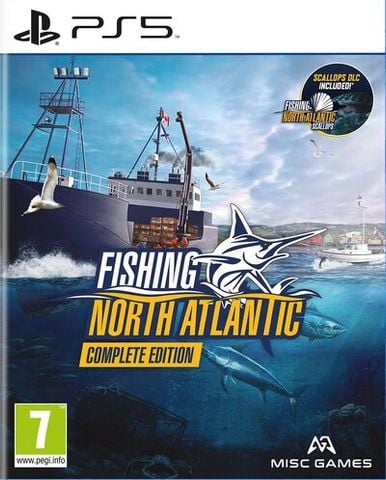 PS5
SCALLOPS DLC
INCLUDED!
FISHING
NORTH ATLANTIC
SCALLOPS
FISHING
NORTH ATLANTIC
COMPLETE EDITION
7
www.pegi.info
MISC GAMES